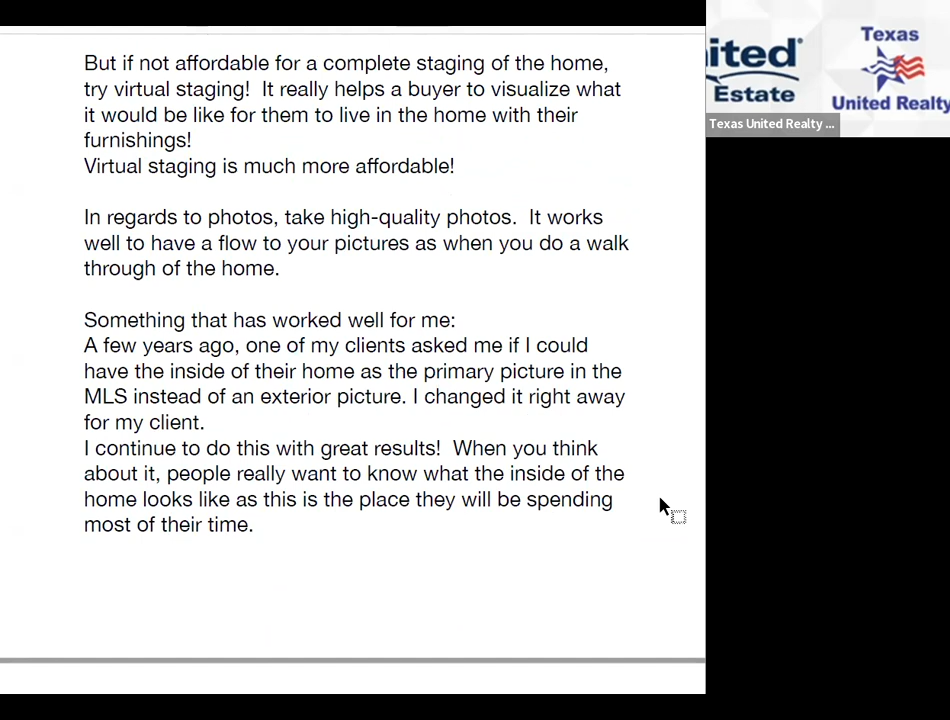 But if not affordable for a complete staging of the home,
try virtual staging!  It really helps a buyer to visualize what
it would be like for them to live in the home with their
furnishings!
Virtual staging is much more affordable!
In regards to photos, take high-quality photos.  It works
well to have a flow to your pictures as when you do a walk
through of the home.
Something that has worked well for me:
A few years ago, one of my clients asked me if I could
have the inside of their home as the primary picture in the
MLS instead of an exterior picture. I changed it right away
for my client.
I continue to do this with great results!  When you think
about it, people really want to know what the inside of the
home looks like as this is the place they will be spending
most of their time.
ited®
Estate
Texas
United Realty
Texas United Realty ...